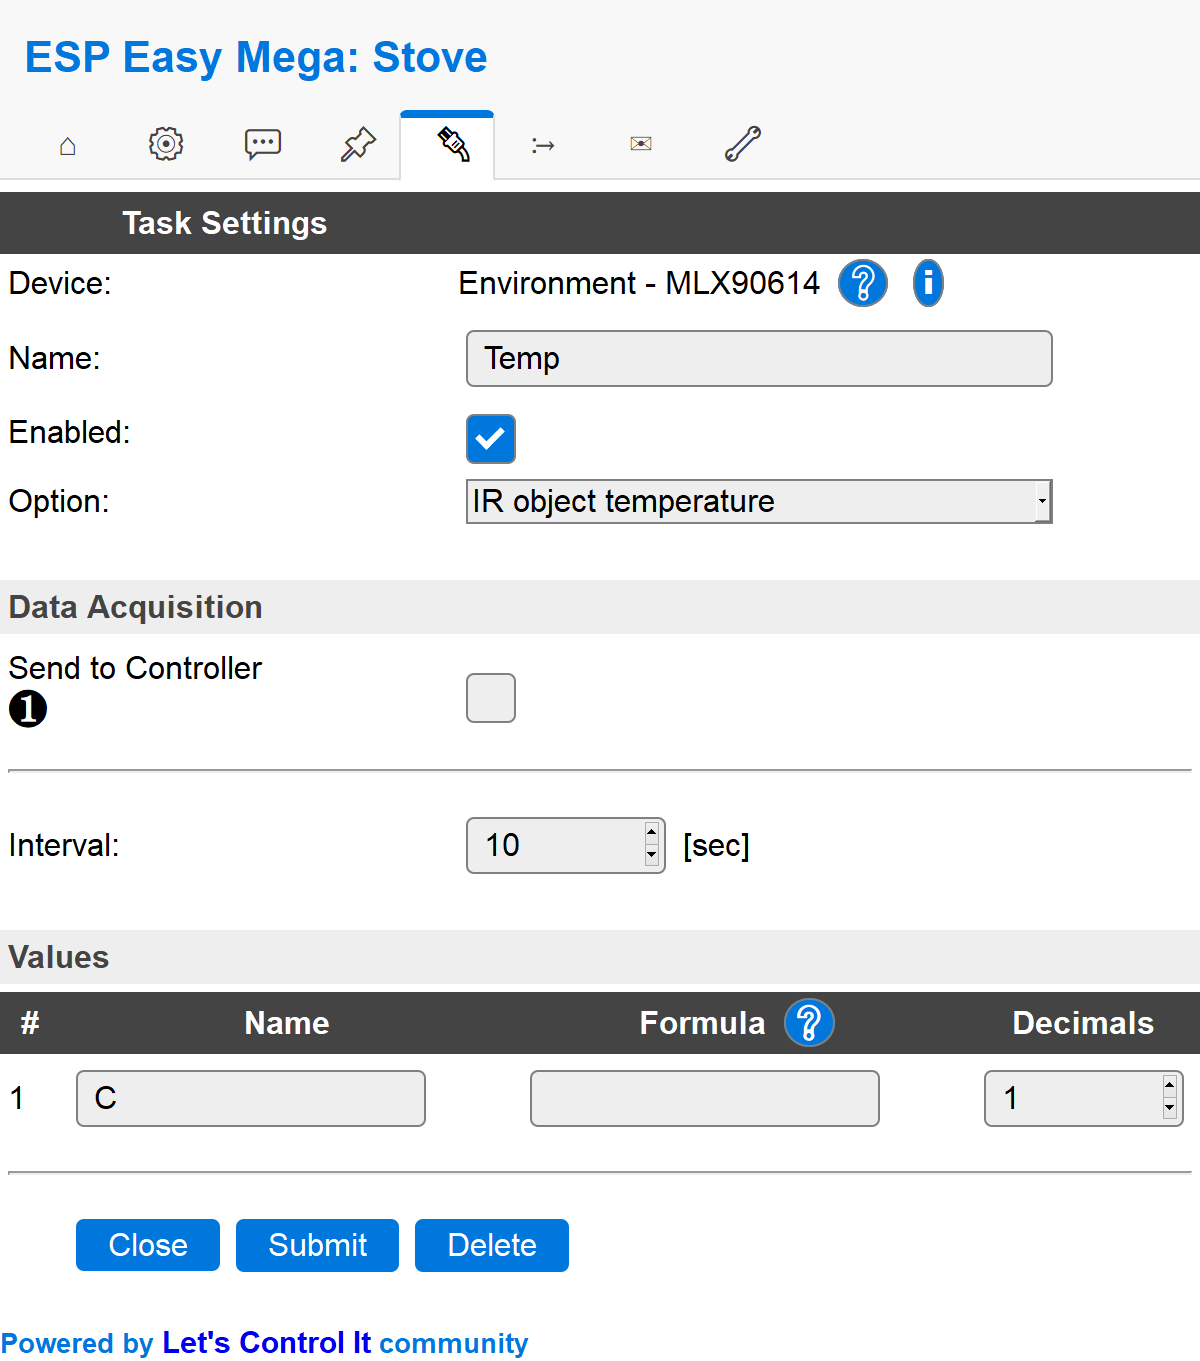 ESP Easy Mega: Stove
Task Settings
Device: Environment - MLX90614 ? i
Name: Temp
Enabled:
Option: IR object temperature
Data Acquisition
Send to Controller
❶
Interval: 10 [sec]
Values
# Name Formula ? Decimals
1 C 1
Close Submit Delete
Powered by Let's Control It community